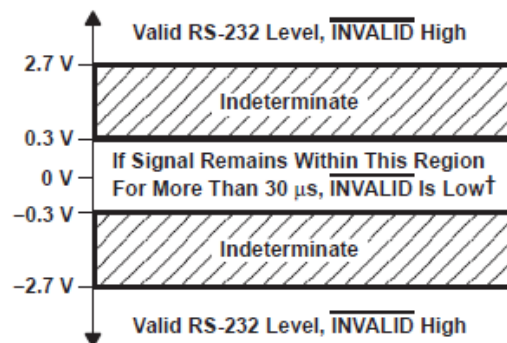 Valid RS-232 Level, INVALID High
2.7 V
Indeterminate
0.3 V
If Signal Remains Within This Region
0 V
For More Than 30 μs, INVALID Is Low†
–0.3 V
Indeterminate
–2.7 V
Valid RS-232 Level, INVALID High